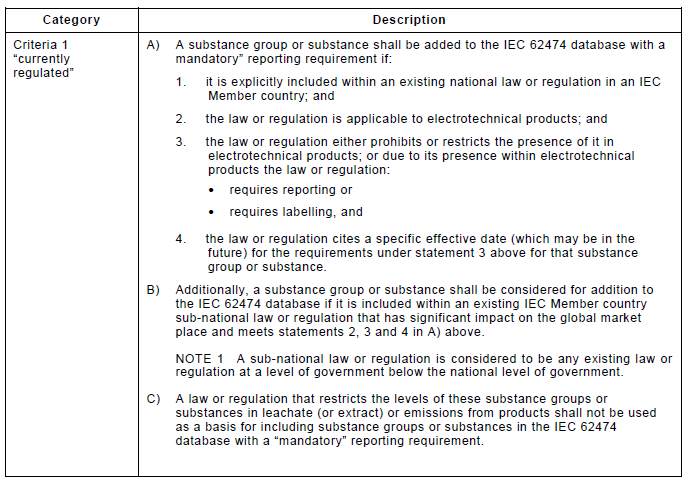 Category
Description
Criteria 1
"currently
regulated"
A) A substance group or substance shall be added to the IEC 62474 database with a
mandatory" reporting requirement if:
1. it is explicitly included within an existing national law or regulation in an IEC
Member country; and
2. the law or regulation is applicable to electrotechnical products; and
3. the law or regulation either prohibits or restricts the presence of it in
electrotechnical products; or due to its presence within electrotechnical
products the law or regulation:
• requires reporting or
• requires labelling, and
4. the law or regulation cites a specific effective date (which may be in the
future) for the requirements under statement 3 above for that substance
group or substance.
B) Additionally, a substance group or substance shall be considered for addition to
the IEC 62474 database if it is included within an existing IEC Member country
sub-national law or regulation that has significant impact on the global market
place and meets statements 2, 3 and 4 in A) above.
NOTE 1 A sub-national law or regulation is considered to be any existing law or
regulation at a level of government below the national level of government.
C) A law or regulation that restricts the levels of these substance groups or
substances in leachate (or extract) or emissions from products shall not be used
as a basis for including substance groups or substances in the IEC 62474
database with a "mandatory" reporting requirement.